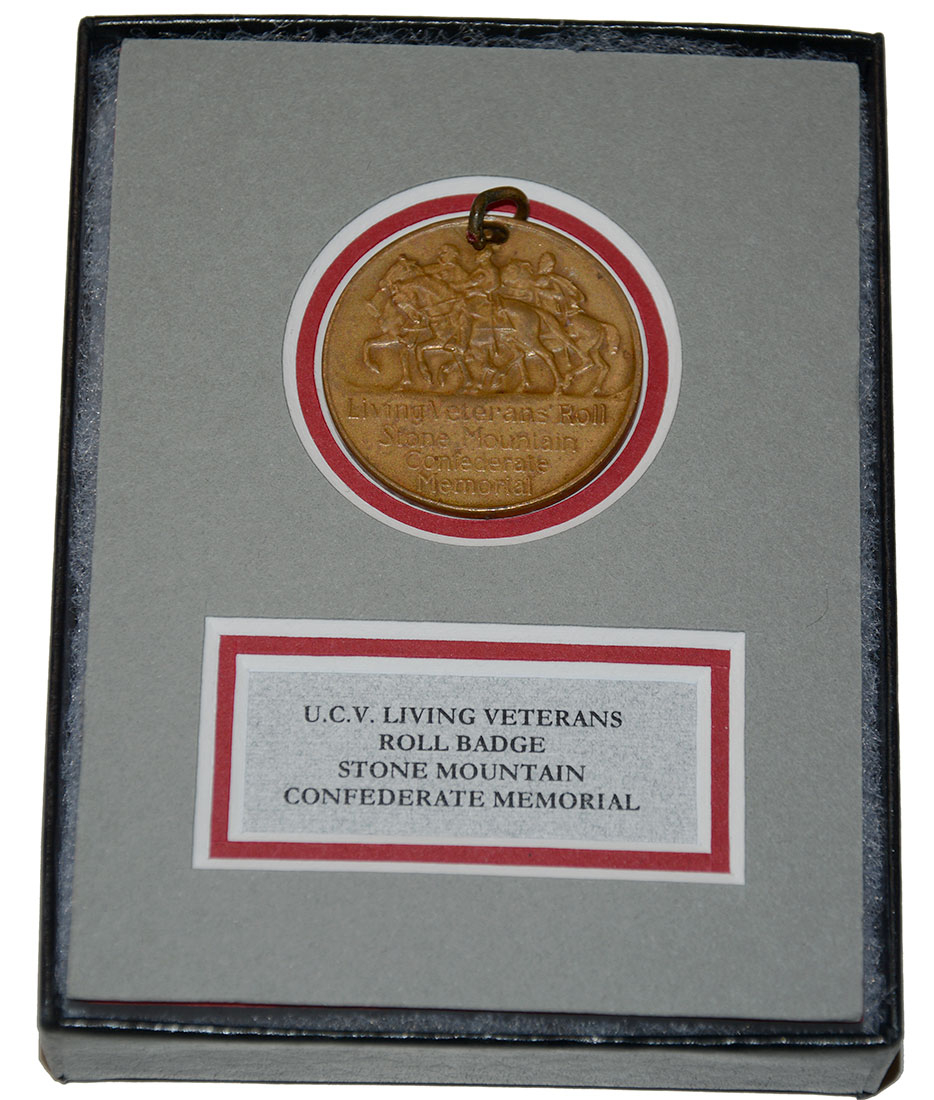 Living Veterans' Roll
Stone Mountain
Confederate
Memorial
U.C.V. LIVING VETERANS
ROLL BADGE
STONE MOUNTAIN
CONFEDERATE MEMORIAL